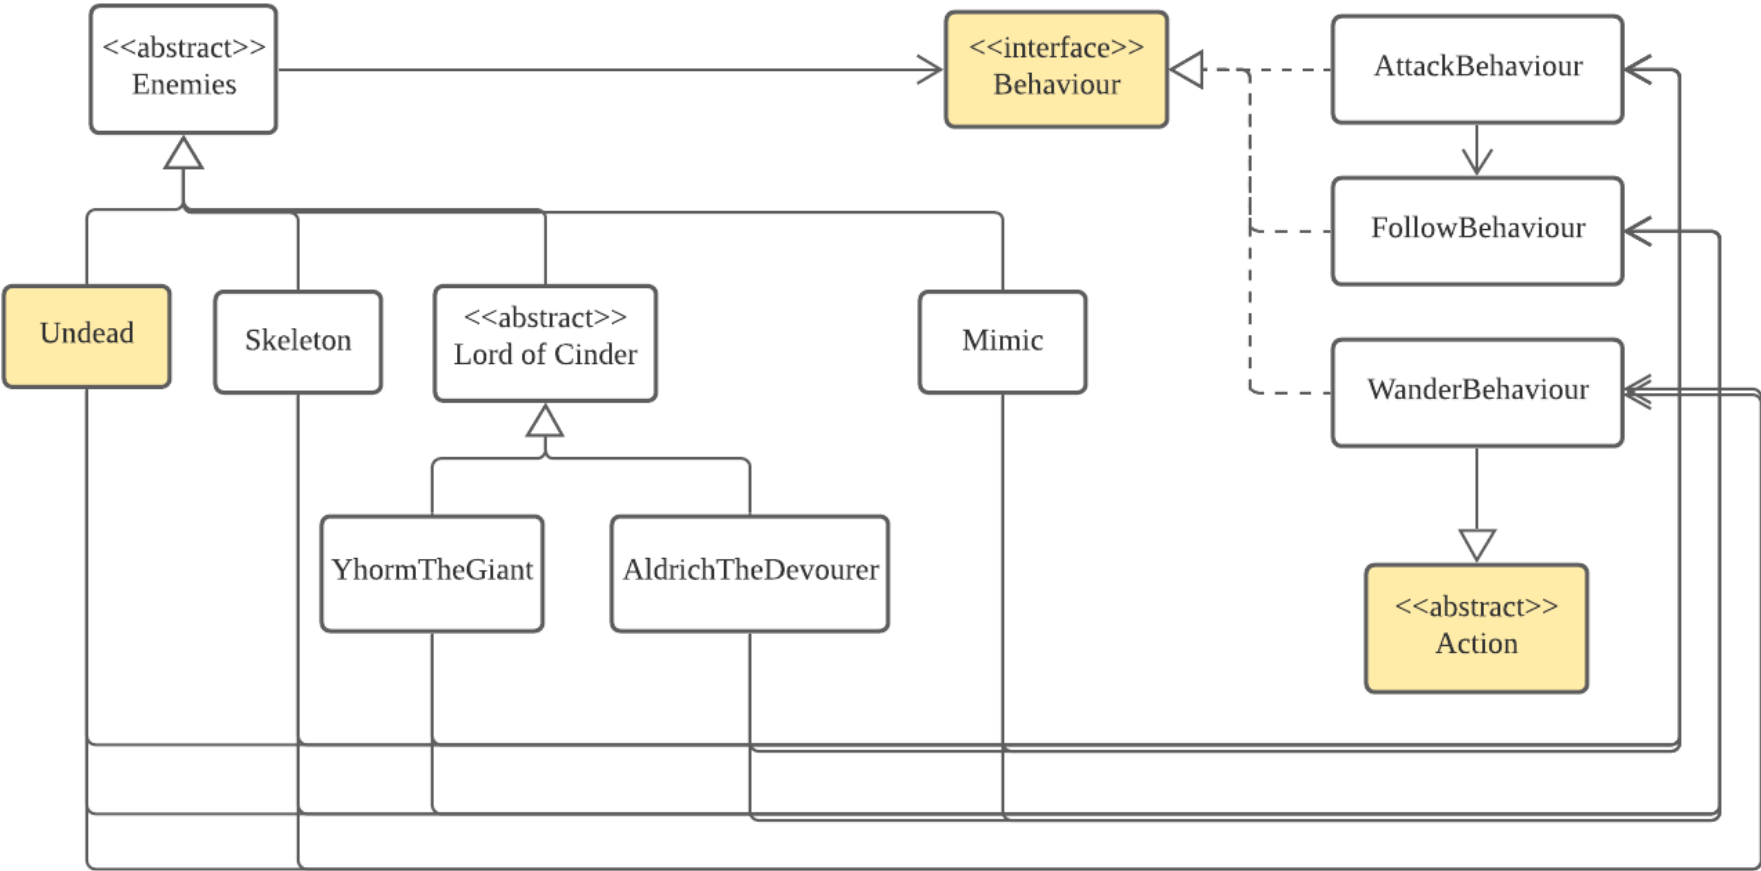 <<abstract>>
Enemies
<<interface>>
Behaviour
AttackBehaviour
FollowBehaviour
Undead
Skeleton
<<abstract>>
Lord of Cinder
Mimic
WanderBehaviour
YhormTheGiant
AldrichTheDevourer
<<abstract>>
Action